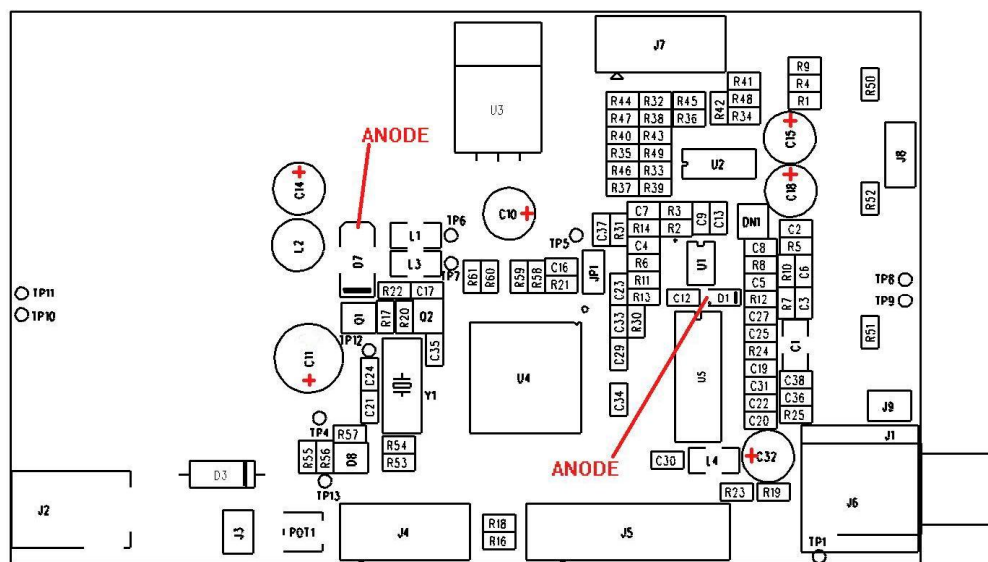 J7
R9
R4
R1
R41
R48
R34
R42
R45
R36
R44
R32
R47
R38
R40
R43
R35
R49
R46
R33
R37
R39
R50
U3
ANODE
C15
J8
U2
C14
C18
R52
C10
C7
R3
C9
C13
DN1
C2
L2
D7
L1
TP6
TP5
C37
R31
R14
R2
C4
C8
R5
L3
TP7
R61
R60
R59
R58
C16
R21
JP1
R6
U1
R8
R10
C6
TP8
TP11
R22
C17
C23
R11
C5
R13
C12
D1
R12
R7
C3
TP9
TP10
Q1
R17
R20
Q2
C33
R30
C27
R51
TP12
C25
C1
C11
C35
U4
C29
R24
C24
C19
U5
Y1
C31
C38
C21
C34
C22
C36
J9
TP4
C20
R25
R57
J1
R55
R56
D8
R54
R53
C30
L4
C32
D3
ANODE
TP13
R23
R19
J2
J3
POT1
J4
R18
R16
J5
J6
TP1